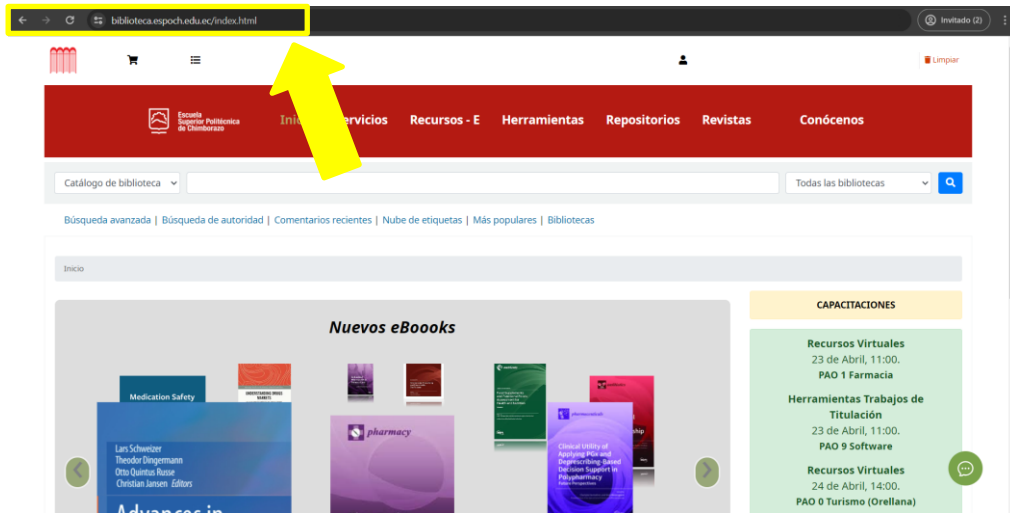 biblioteca.espoch.edu.ec/index.html
Invitado (2)
Limpiar
Escuela
Superior Politécnica
de Chimborazo
Servicios
Recursos - E
Herramientas
Repositorios
Revistas
Conócenos
Catálogo de biblioteca
Todas las bibliotecas
Búsqueda avanzada | Búsqueda de autoridad | Comentarios recientes | Nube de etiquetas | Más populares | Bibliotecas
Inicio
Nuevos eBoooks
Medication Safety
Lars Schweizer
Theodor Dingermann
Otto Quintus Russe
Christian Jansen Editors
Advances in
pharmacy
pharmaceuticals
Clinical Utility of
Applying PGx and
Deprescribing-Based
Decision Support in
Polypharmacy
CAPACITACIONES
Recursos Virtuales
23 de Abril, 11:00.
PAO 1 Farmacia
Herramientas Trabajos de
Titulación
23 de Abril, 11:00.
PAO 9 Software
Recursos Virtuales
24 de Abril, 14:00.
PAO 0 Turismo (Orellana)